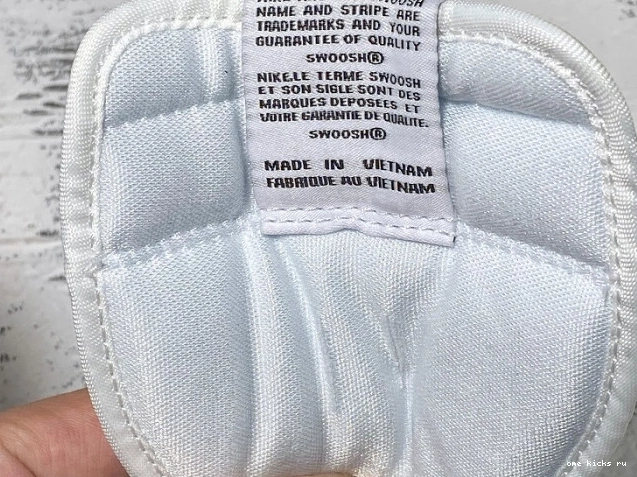 NAME AND STRIPE ARE
TRADEMARKS AND YOUR
GUARANTEE OF QUALITY
SWOOSH®
NIKE.LE TERME SWOOSH
ET SON SIGLE SONT DES
MARQUES DEPOSEES ET
VOTRE GARANTIE DE QUALITE.
SWOOSH®
MADE IN VIETNAM
FABRIQUE AU VIETNAM
one-kicks ru